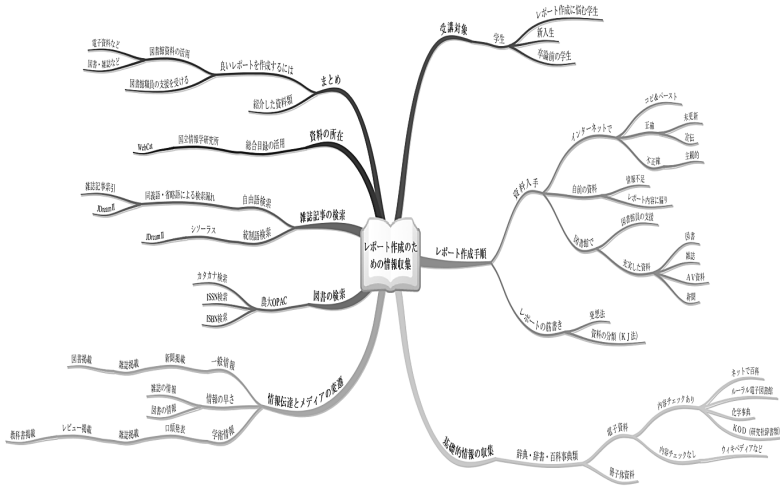 レポート作成のた
めの情報収集
受講対象
学生
レポート作成に悩む学生
新入生
卒論前の学生
レポート作成手順
資料入手
インターネットで
コピ&ペースト
正確
未更新
宣伝
不正確
主観的
自前の資料
情報不足
レポート内容に偏り
図書館で
図書館員の支援
充実した資料
図書
雑誌
AV資料
新聞
レポートの筋書き
発想法
資料の分類(KJ法)
基礎的情報の収集
辞典・辞書・百科事典類
電子資料
内容チェックあり
ネットで百科
ルーラル電子図書館
化学事典
KOD(研究社辞書類)
内容チェックなし
ウィキペディアなど
冊子体資料
まとめ
良いレポートを作成するには
図書館資料の活用
電子資料など
図書・雑誌など
図書館職員の支援を受ける
紹介した資料類
資料の所在
総合目録の活用
国立情報学研究所
WebCat
雑誌記事の検索
自由語検索
同義語・省略語による検索漏れ
雑誌記事索引
JDreamⅡ
統制語検索
シソーラス
JDreamⅡ
図書の検索
農大OPAC
カタカナ検索
ISSN検索
ISBN検索
情報伝達とメディアの変遷
一般情報
新聞掲載
雑誌掲載
図書掲載
情報の早さ
雑誌の情報
図書の情報
学術情報
口頭発表
雑誌掲載
レビュー掲載
教科書掲載